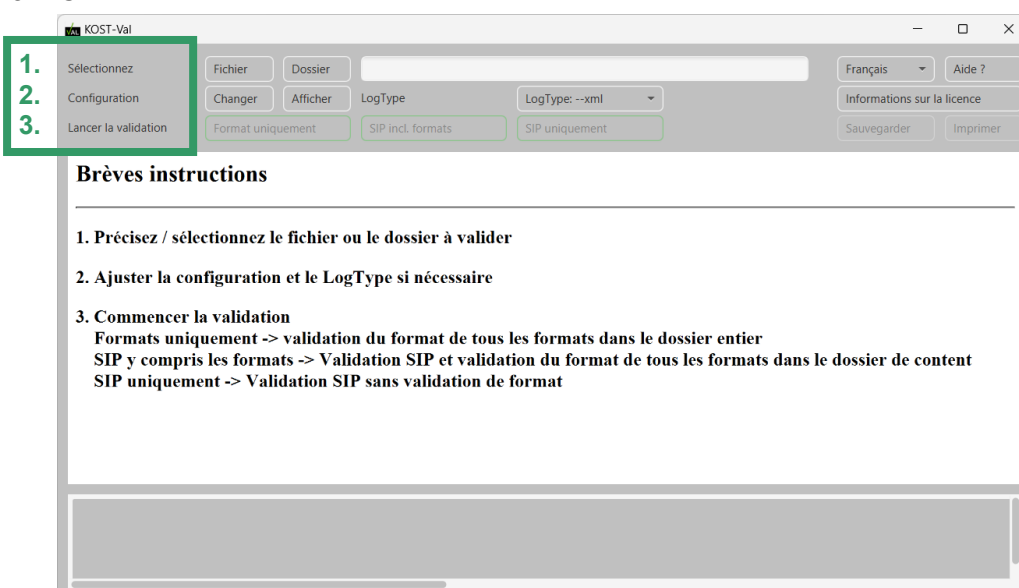 VAL KOST-Val
1. Sélectionnez Fichier Dossier Français Aide ?
2. Configuration Changer Afficher LogType LogType: --xml Informations sur la licence
3. Lancer la validation Format uniquement SIP incl. formats SIP uniquement Sauvegarder Imprimer
Brèves instructions
1. Précisez / sélectionnez le fichier ou le dossier à valider
2. Ajuster la configuration et le LogType si nécessaire
3. Commencer la validation
Formats uniquement -> validation du format de tous les formats dans le dossier entier
SIP y compris les formats -> Validation SIP et validation du format de tous les formats dans le dossier de content
SIP uniquement -> Validation SIP sans validation de format